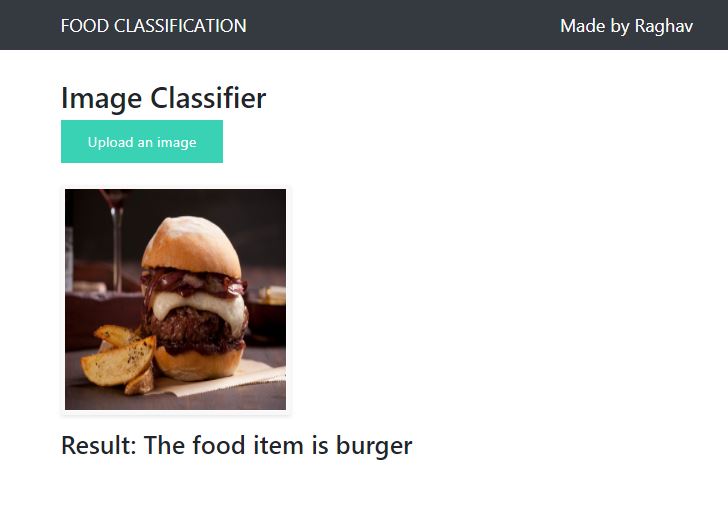 FOOD CLASSIFICATION
Made by Raghav
Image Classifier
Upload an image
Result: The food item is burger